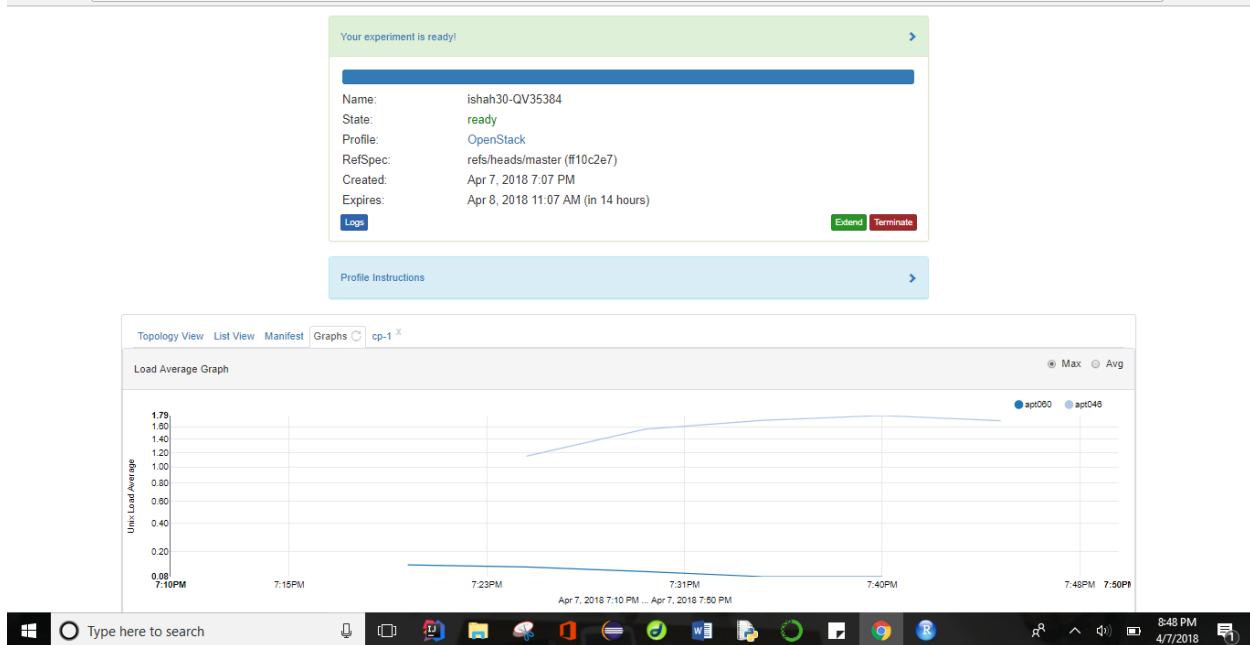 Your experiment is ready!
Name: ishah30-QV35384
State: ready
Profile: OpenStack
RefSpec: refs/heads/master (ff10c2e7)
Created: Apr 7, 2018 7:07 PM
Expires: Apr 8, 2018 11:07 AM (in 14 hours)
Logs Extend Terminate
Profile Instructions
Topology View List View Manifest Graphs cp-1 x
Load Average Graph Max Avg
apt060 apt046
Unix Load Average
1.79
1.60
1.40
1.20
1.00
0.80
0.60
0.40
0.20
0.08
7:10PM 7:15PM 7:23PM 7:31PM 7:40PM 7:48PM 7:50PM
Apr 7, 2018 7:10 PM ... Apr 7, 2018 7:50 PM
Type here to search
8:48 PM
4/7/2018